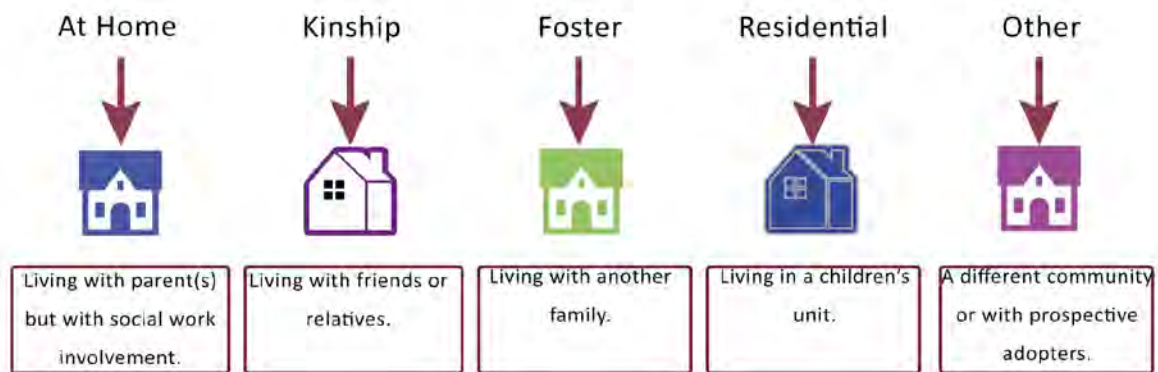 At Home
Kinship
Foster
Residential
Other
Living with parent(s)
but with social work
involvement.
Living with friends or
relatives.
Living with another
family.
Living in a children's
unit.
A different community
or with prospective
adopters.